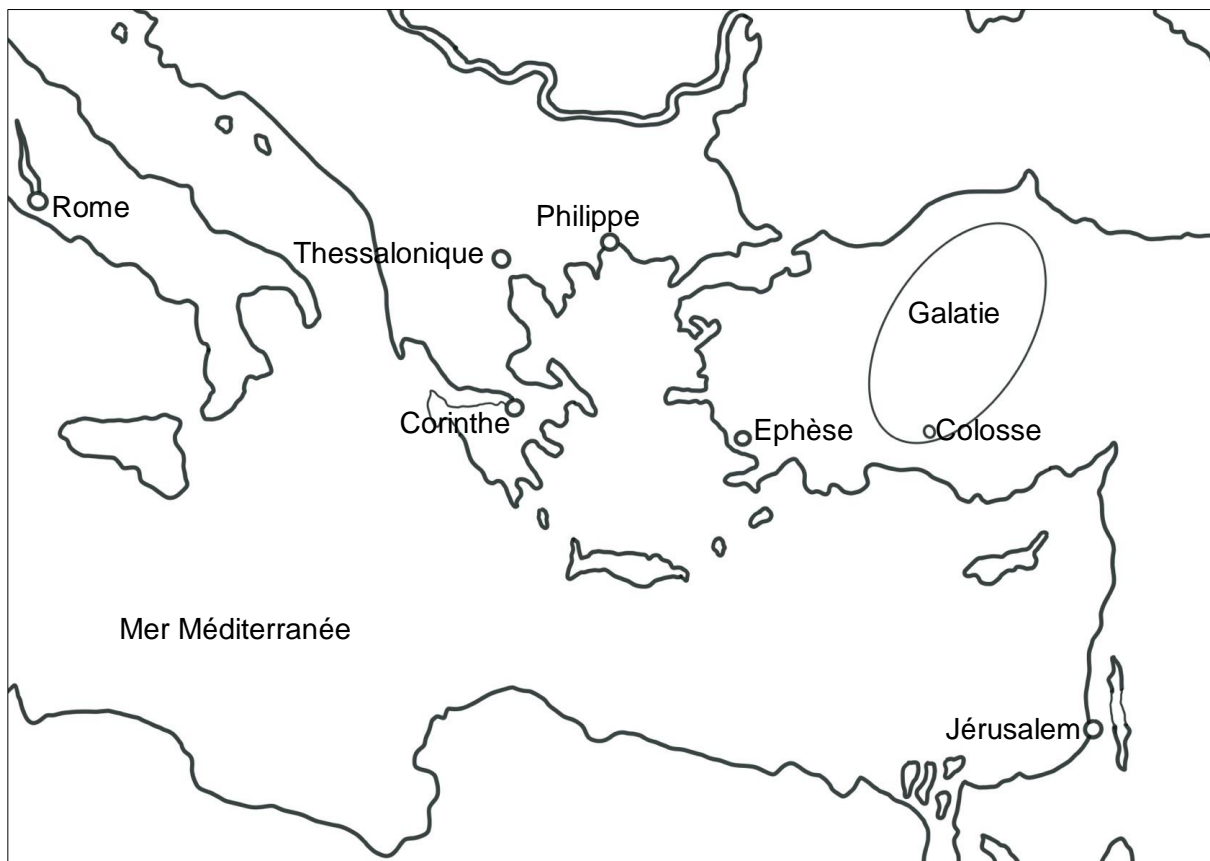 Rome
Philippe
Thessalonique
Galatie
Corinthe
Ephèse
Colosse
Mer Méditerranée
Jérusalem